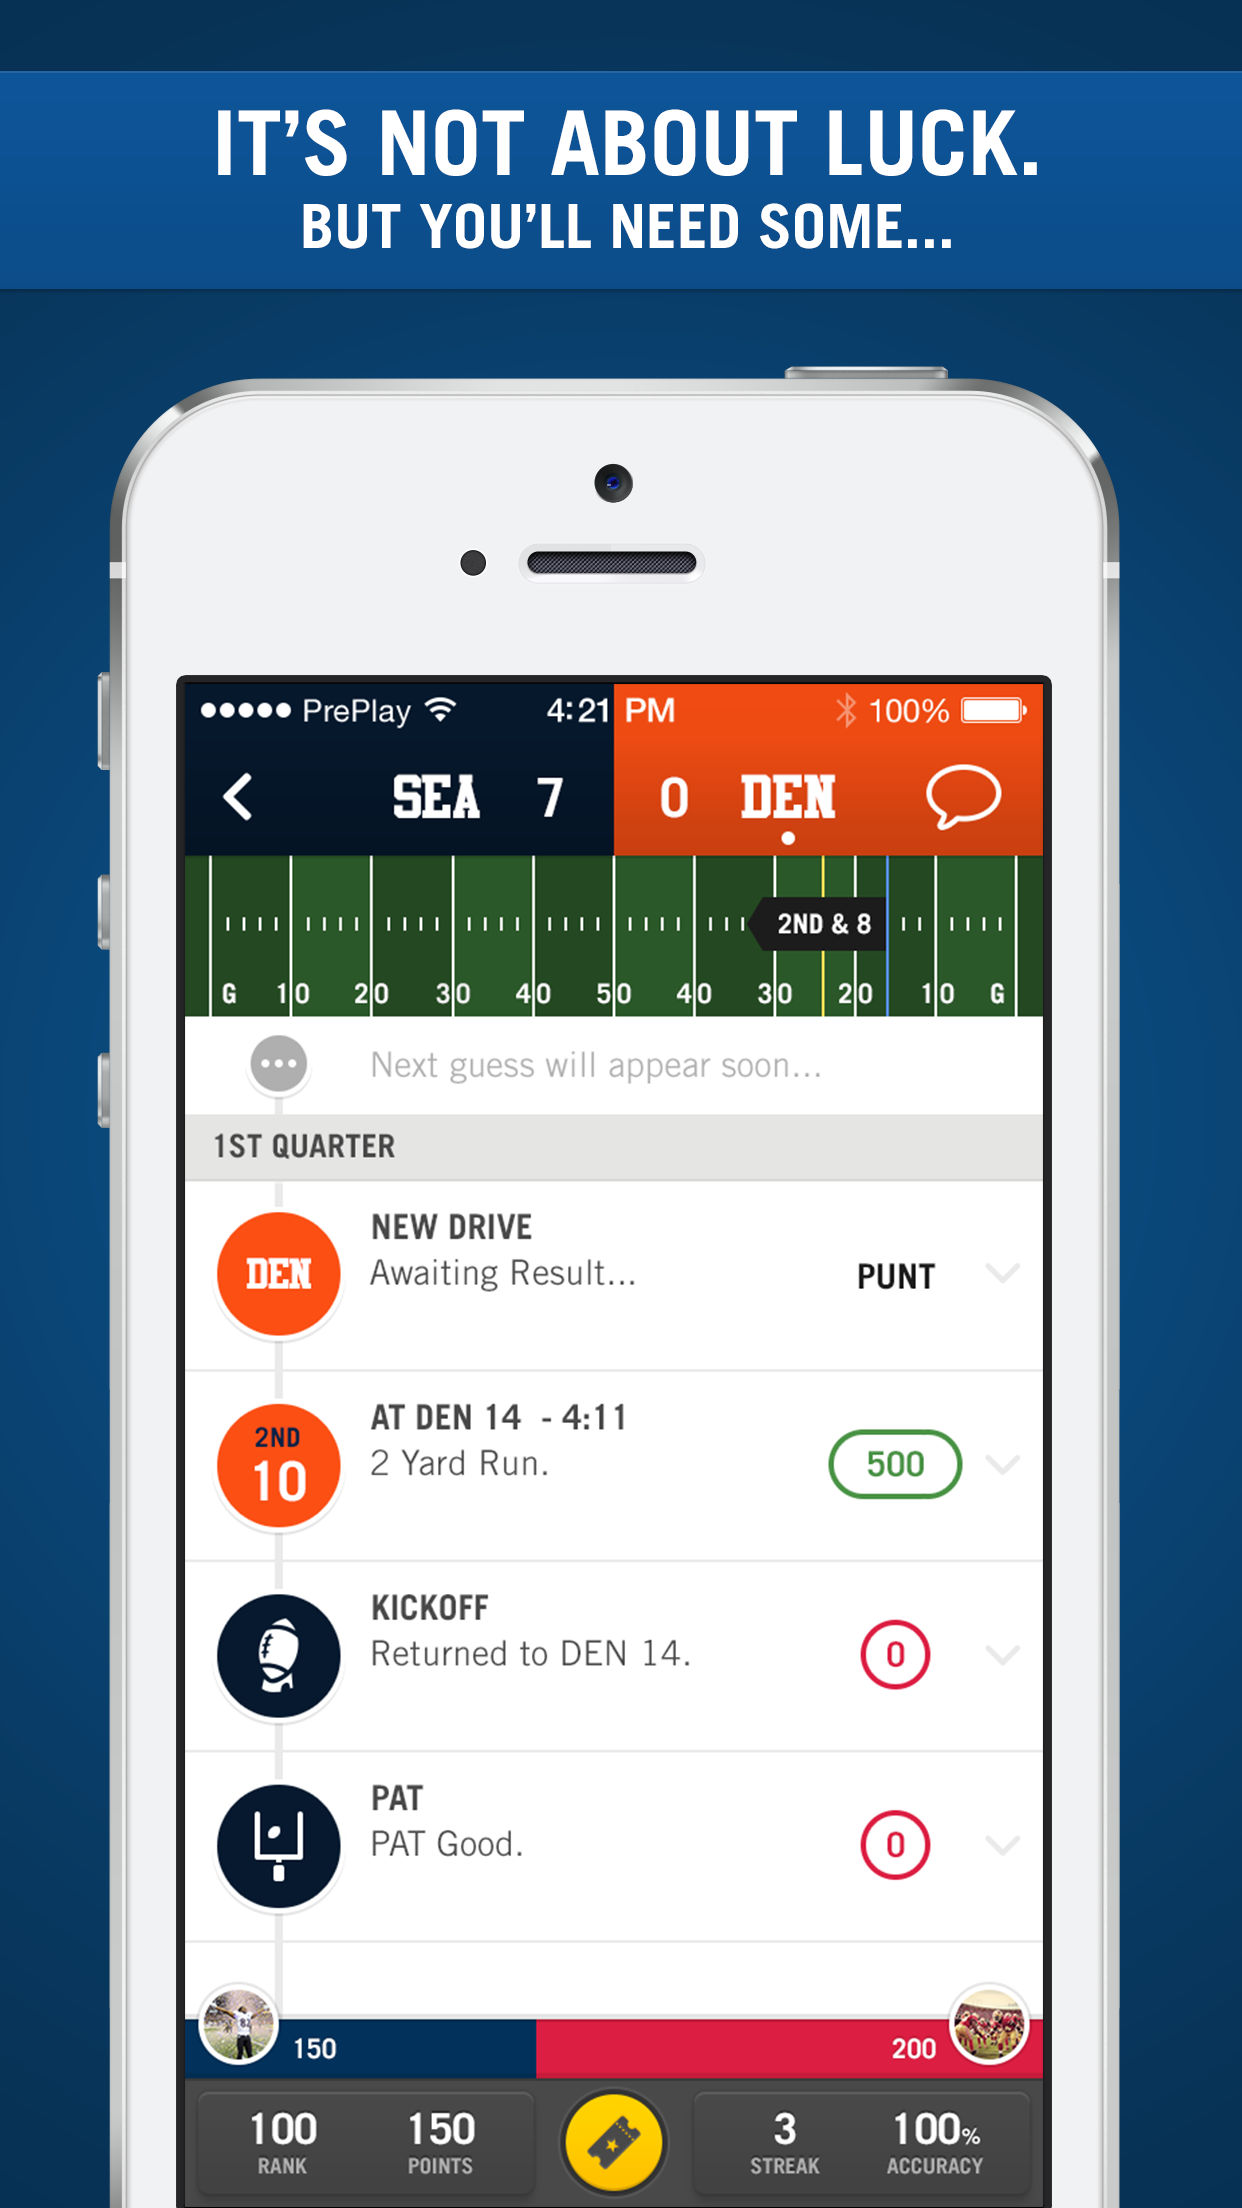 IT'S NOT ABOUT LUCK.
BUT YOU'LL NEED SOME...
PrePlay 4:21 PM 100%
SEA 7 0 DEN
2ND & 8
G 10 20 30 40 50 40 30 20 10 G
Next guess will appear soon...
1ST QUARTER
NEW DRIVE
DEN Awaiting Result... PUNT
AT DEN 14 - 4:11
2ND
10
2 Yard Run. 500
KICKOFF
Returned to DEN 14. 0
PAT
PAT Good. 0
150 200
100 150 3 100%
RANK POINTS STREAK ACCURACY